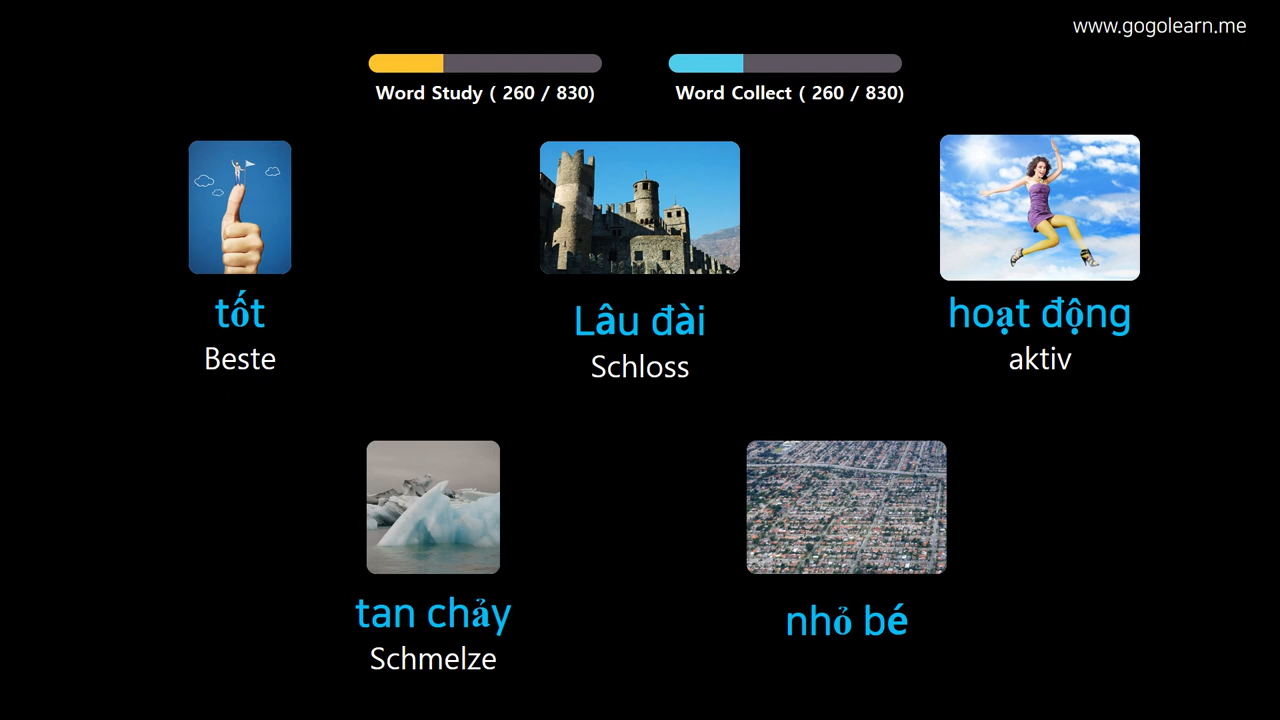 www.gogolearn.me
Word Study ( 260 / 830)
Word Collect ( 260 / 830)
tốt
Beste
Lâu đài
Schloss
hoạt động
aktiv
tan chảy
Schmelze
nhỏ bé